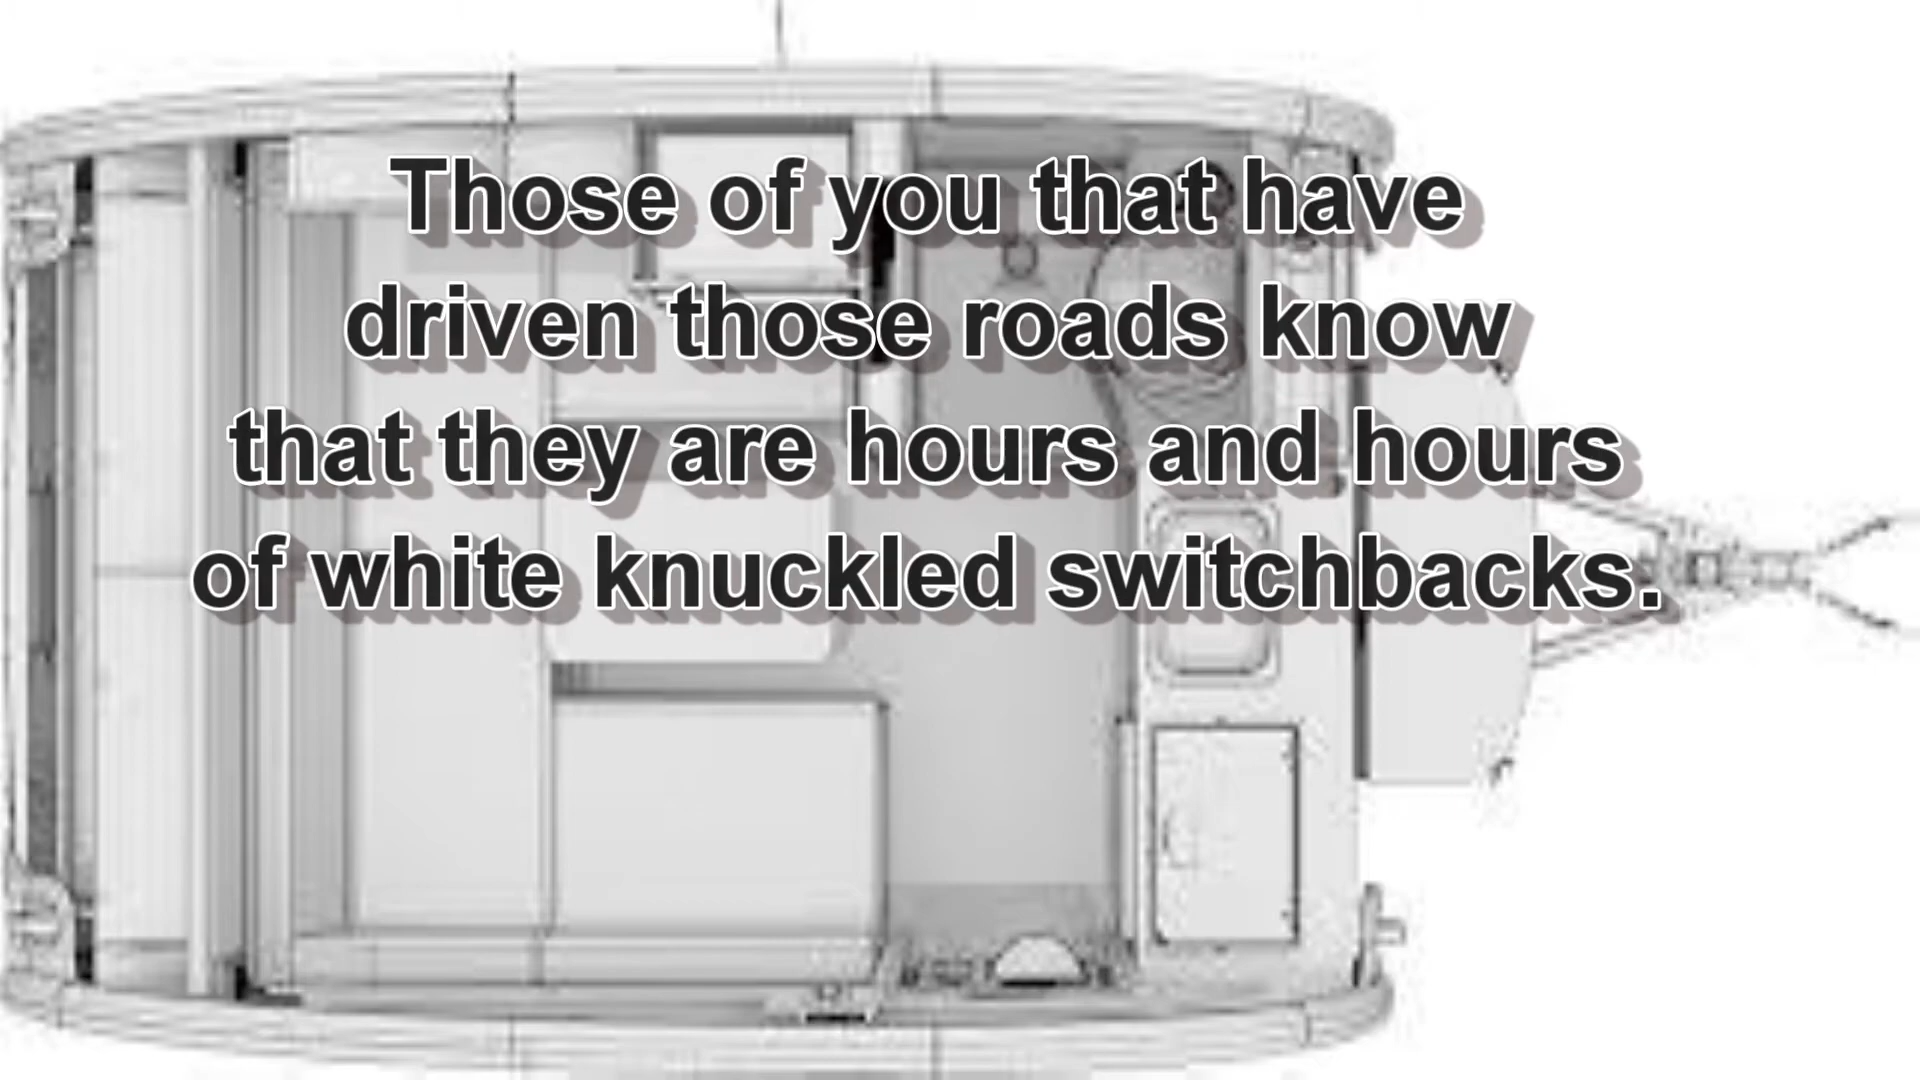 Those of you that have
driven those roads know
that they are hours and hours
of white knuckled switchbacks.